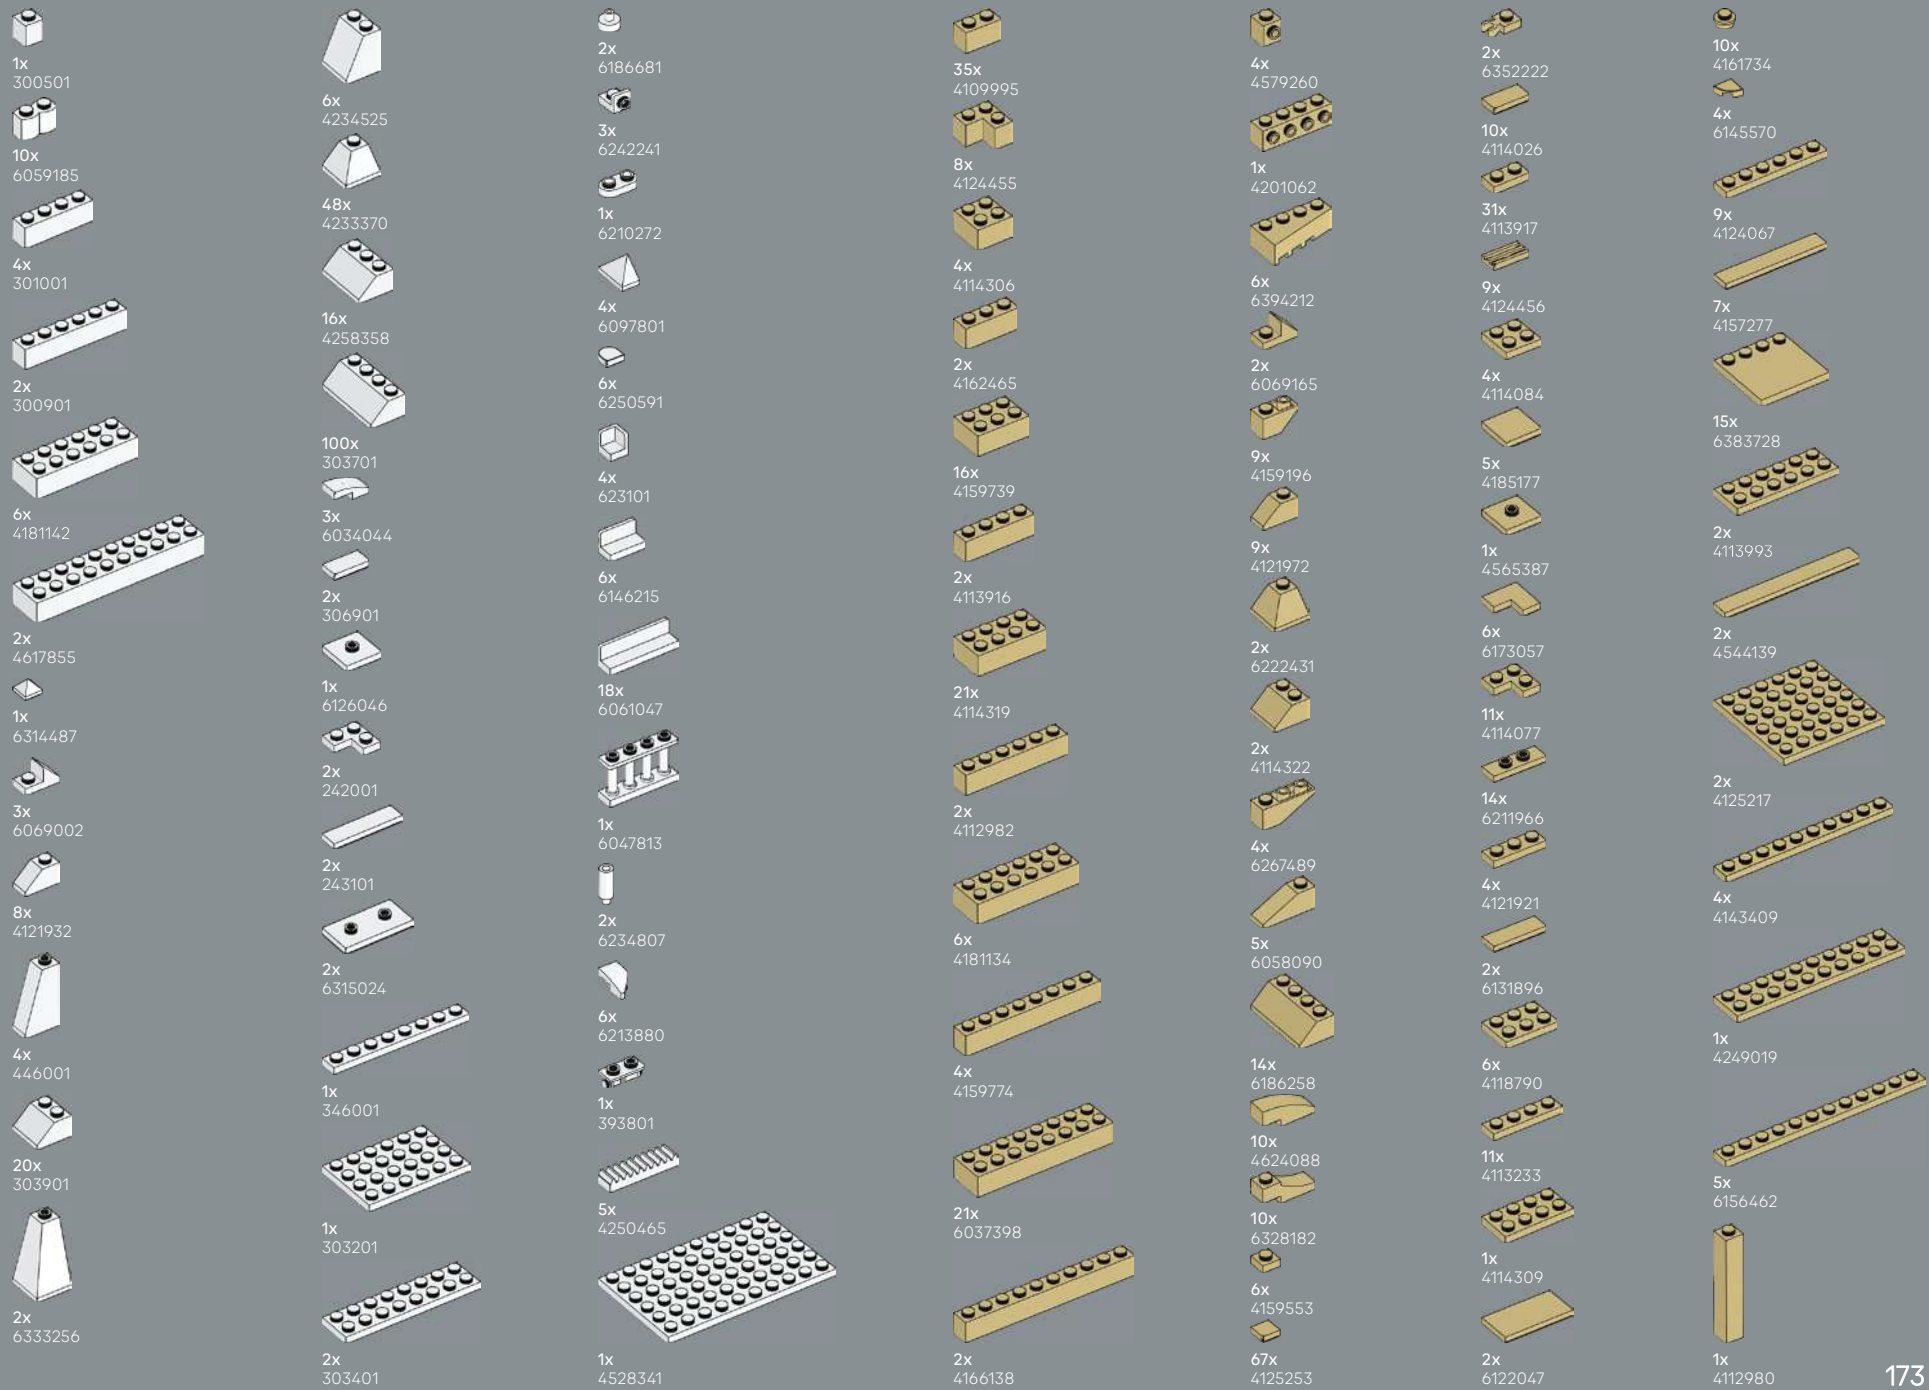 1x
300501
10x
6059185
4x
301001
2x
300901
6x
4181142
2x
4617855
1x
6314487
3x
6069002
8x
4121932
4x
446001
20x
303901
2x
6333256
6x
4234525
48x
4233370
16x
4258358
100x
303701
3x
6034044
2x
306901
1x
6126046
2x
242001
2x
243101
2x
6315024
1x
346001
1x
303201
2x
303401
2x
6186681
3x
6242241
1x
6210272
4x
6097801
6x
6250591
4x
623101
6x
6146215
18x
6061047
1x
6047813
2x
6234807
6x
6213880
1x
393801
5x
4250465
1x
4528341
35x
4109995
8x
4124455
4x
4114306
2x
4162465
16x
4159739
2x
4113916
21x
4114319
2x
4112982
6x
4181134
4x
4159774
21x
6037398
2x
4166138
4x
4579260
1x
4201062
6x
6394212
2x
6069165
9x
4159196
9x
4121972
2x
6222431
2x
4114322
4x
6267489
5x
6058090
14x
6186258
10x
4624088
10x
6328182
6x
4159553
67x
4125253
2x
6352222
10x
4114026
31x
4113917
9x
4124456
4x
4114084
5x
4185177
1x
4565387
6x
6173057
11x
4114077
14x
6211966
4x
4121921
2x
6131896
6x
4118790
11x
4113233
1x
4114309
2x
6122047
10x
4161734
4x
6145570
9x
4124067
7x
4157277
15x
6383728
2x
4113993
2x
4544139
2x
4125217
4x
4143409
1x
4249019
5x
6156462
1x
4112980
173